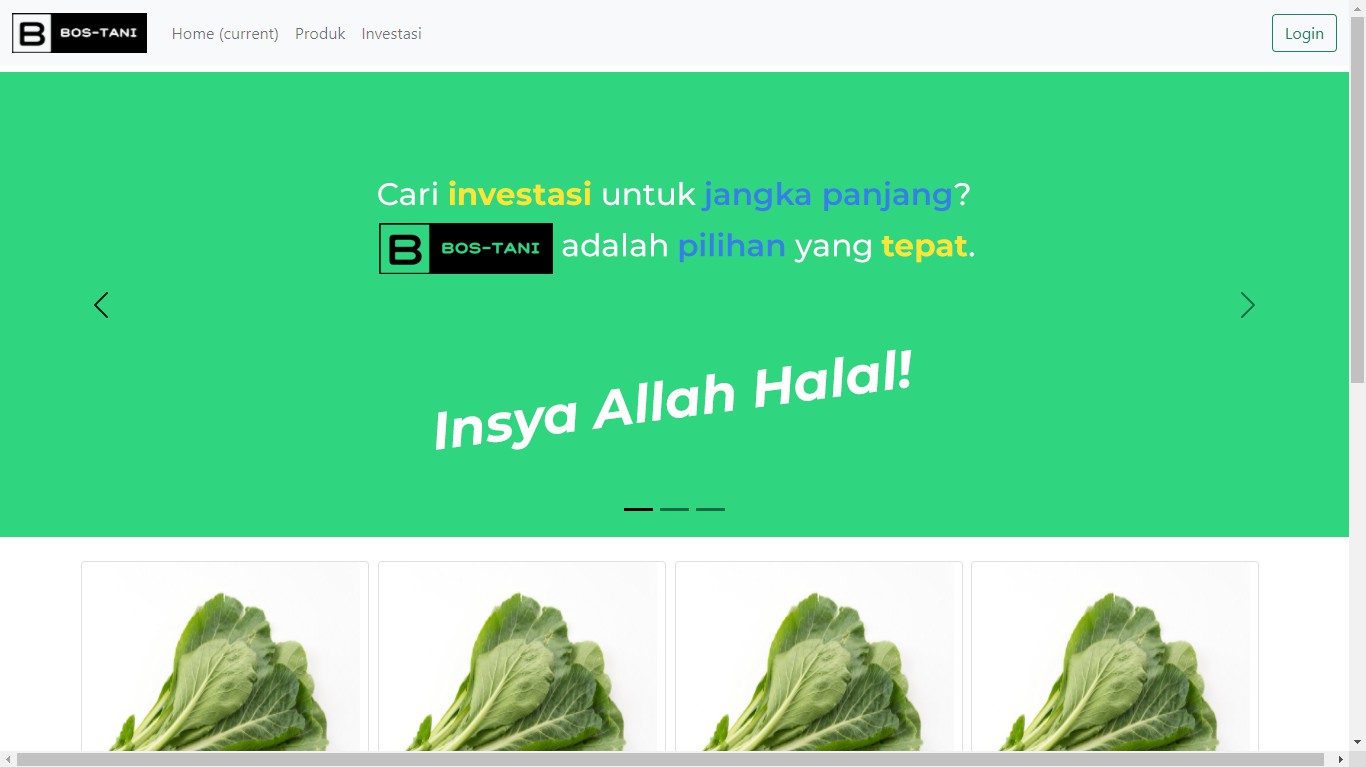 BOS-TANI Home (current) Produk Investasi Login
Cari investasi untuk jangka panjang?
BOS-TANI adalah pilihan yang tepat.
Insya Allah Halal!